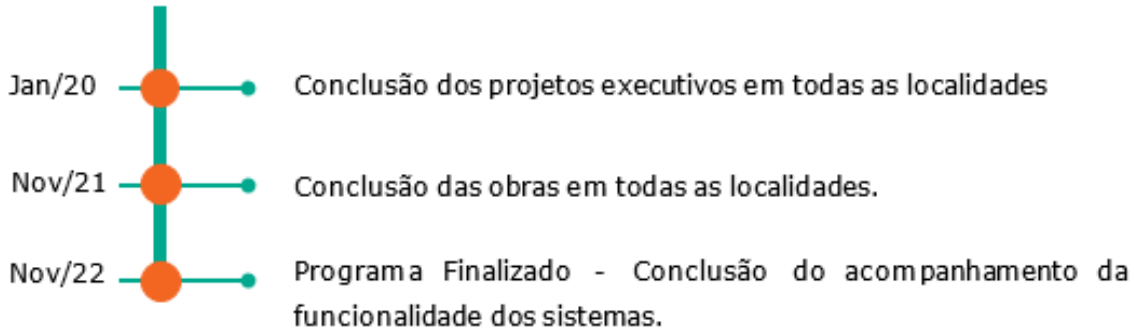 Jan/20 Conclusão dos projetos executivos em todas as localidades
Nov/21 Conclusão das obras em todas as localidades.
Nov/22 Programa Finalizado - Conclusão do acompanhamento da
funcionalidade dos sistemas.